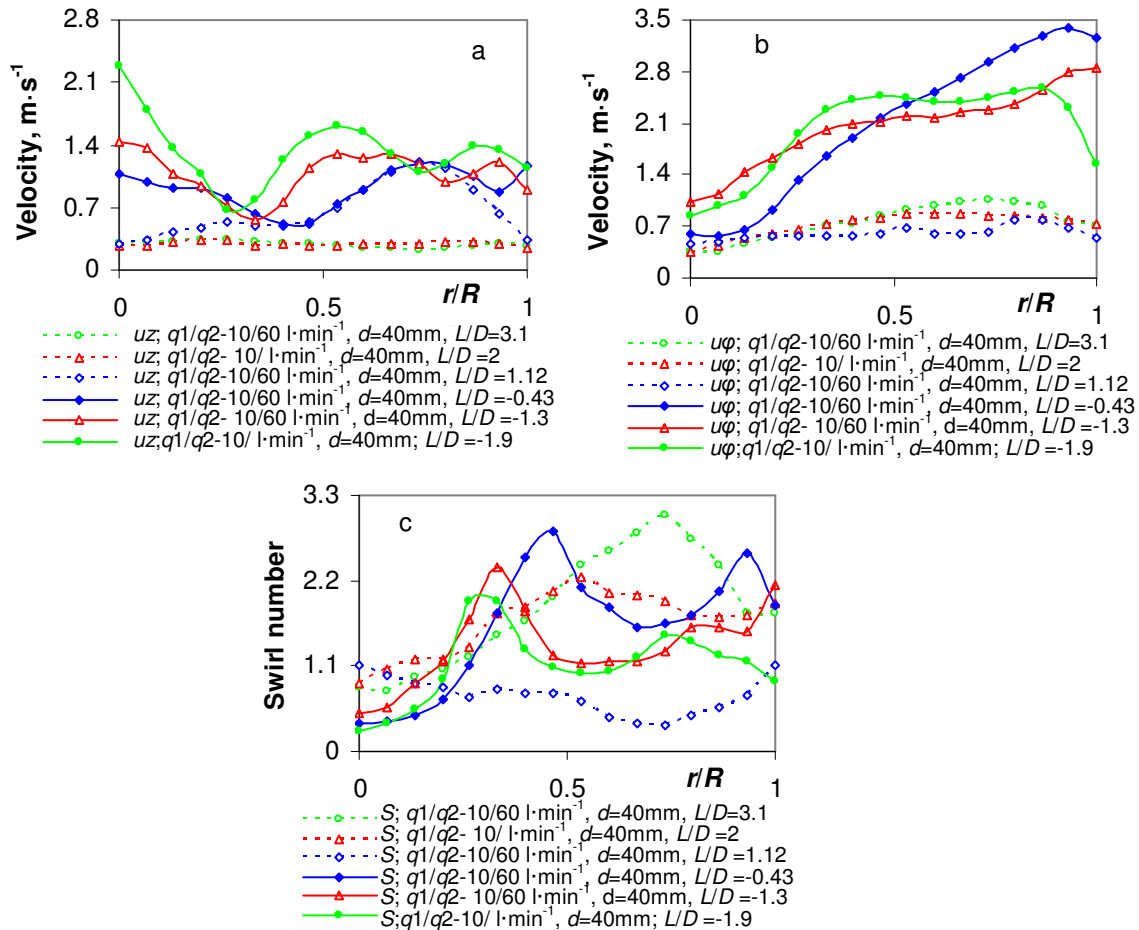 a
Velocity, m·s⁻¹
2.8
2.1
1.4
0.7
0
0
0.5
1
r/R
uz; q1/q2-10/60 l·min⁻¹, d=40mm, L/D=3.1
uz; q1/q2- 10/ l·min⁻¹, d=40mm, L/D =2
uz; q1/q2-10/60 l·min⁻¹, d=40mm, L/D =1.12
uz; q1/q2-10/60 l·min⁻¹, d=40mm, L/D =-0.43
uz; q1/q2- 10/60 l·min⁻¹, d=40mm, L/D =-1.3
uz;q1/q2-10/ l·min⁻¹, d=40mm; L/D =-1.9
b
Velocity, m·s⁻¹
3.5
2.8
2.1
1.4
0.7
0
0
0.5
1
r/R
uφ; q1/q2-10/60 l·min⁻¹, d=40mm, L/D=3.1
uφ; q1/q2- 10/ l·min⁻¹, d=40mm, L/D =2
uφ; q1/q2-10/60 l·min⁻¹, d=40mm, L/D =1.12
uφ; q1/q2-10/60 l·min⁻¹, d=40mm, L/D =-0.43
uφ; q1/q2- 10/60 l·min⁻¹, d=40mm, L/D =-1.3
uφ;q1/q2-10/ l·min⁻¹, d=40mm; L/D =-1.9
c
Swirl number
3.3
2.2
1.1
0
0
0.5
1
r/R
S; q1/q2-10/60 l·min⁻¹, d=40mm, L/D=3.1
S; q1/q2- 10/ l·min⁻¹, d=40mm, L/D =2
S; q1/q2-10/60 l·min⁻¹, d=40mm, L/D =1.12
S; q1/q2-10/60 l·min⁻¹, d=40mm, L/D =-0.43
S; q1/q2- 10/60 l·min⁻¹, d=40mm, L/D =-1.3
S;q1/q2-10/ l·min⁻¹, d=40mm; L/D =-1.9